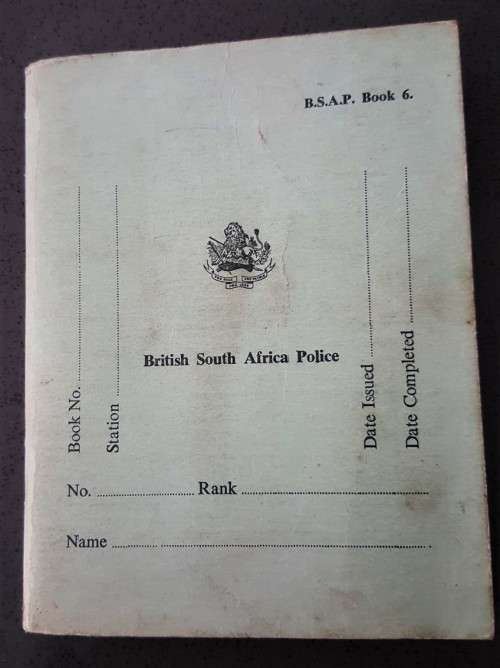 B.S.A.P. Book 6.
British South Africa Police
Book No.
Station
Date Issued
Date Completed
No. Rank
Name